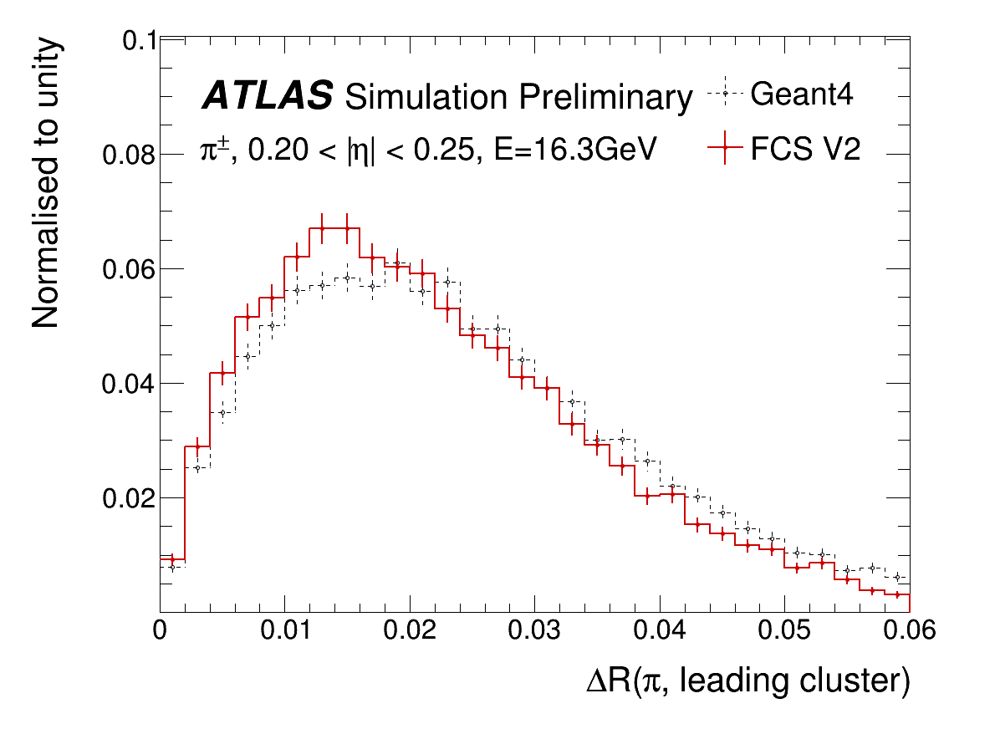 Normalised to unity
0.1
0.08
0.06
0.04
0.02
ATLAS Simulation Preliminary
π±, 0.20 < |η| < 0.25, E=16.3GeV
Geant4
FCS V2
0 0.01 0.02 0.03 0.04 0.05 0.06
ΔR(π, leading cluster)